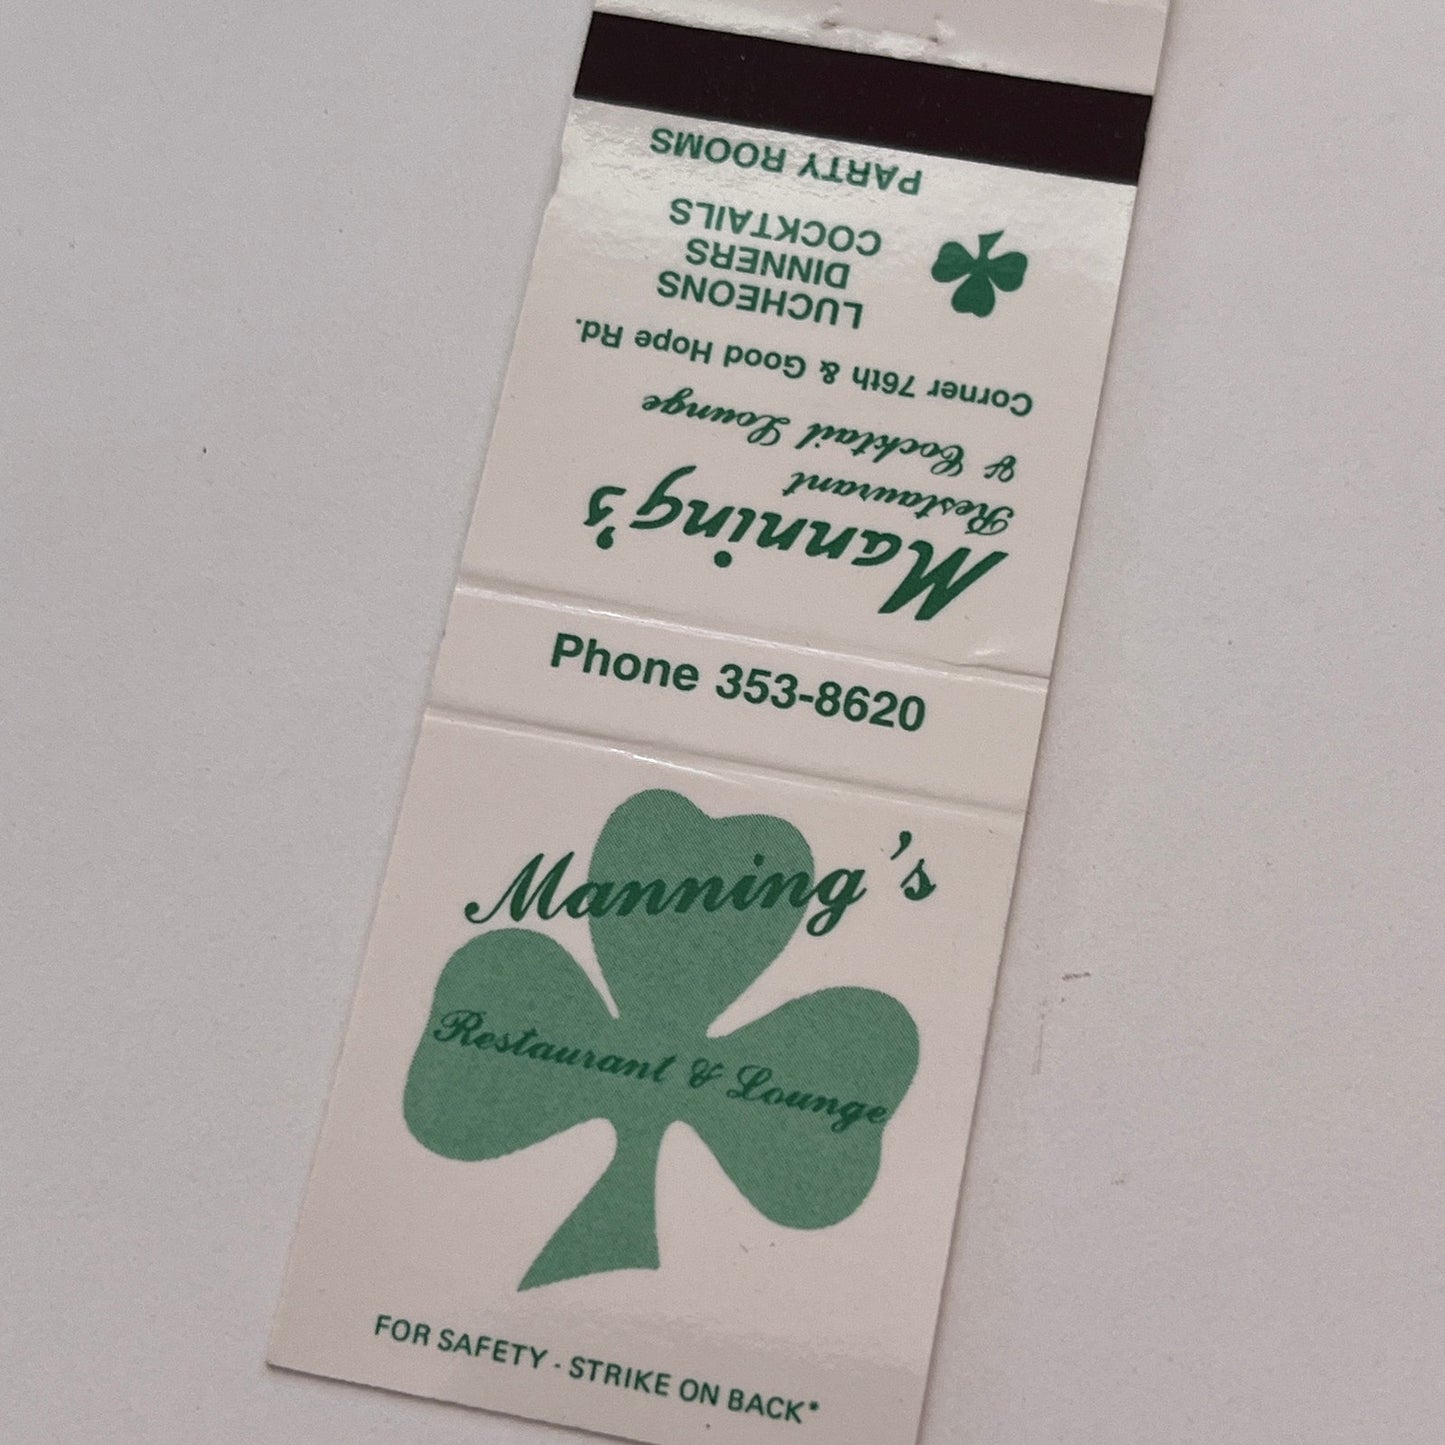 Manning's
Restaurant & Lounge
FOR SAFETY - STRIKE ON BACK*
Phone 353-8620
Manning's
Restaurant
& Cocktail Lounge
Corner 76th & Good Hope Rd.
LUCHEONS
DINNERS
COCKTAILS
PARTY ROOMS